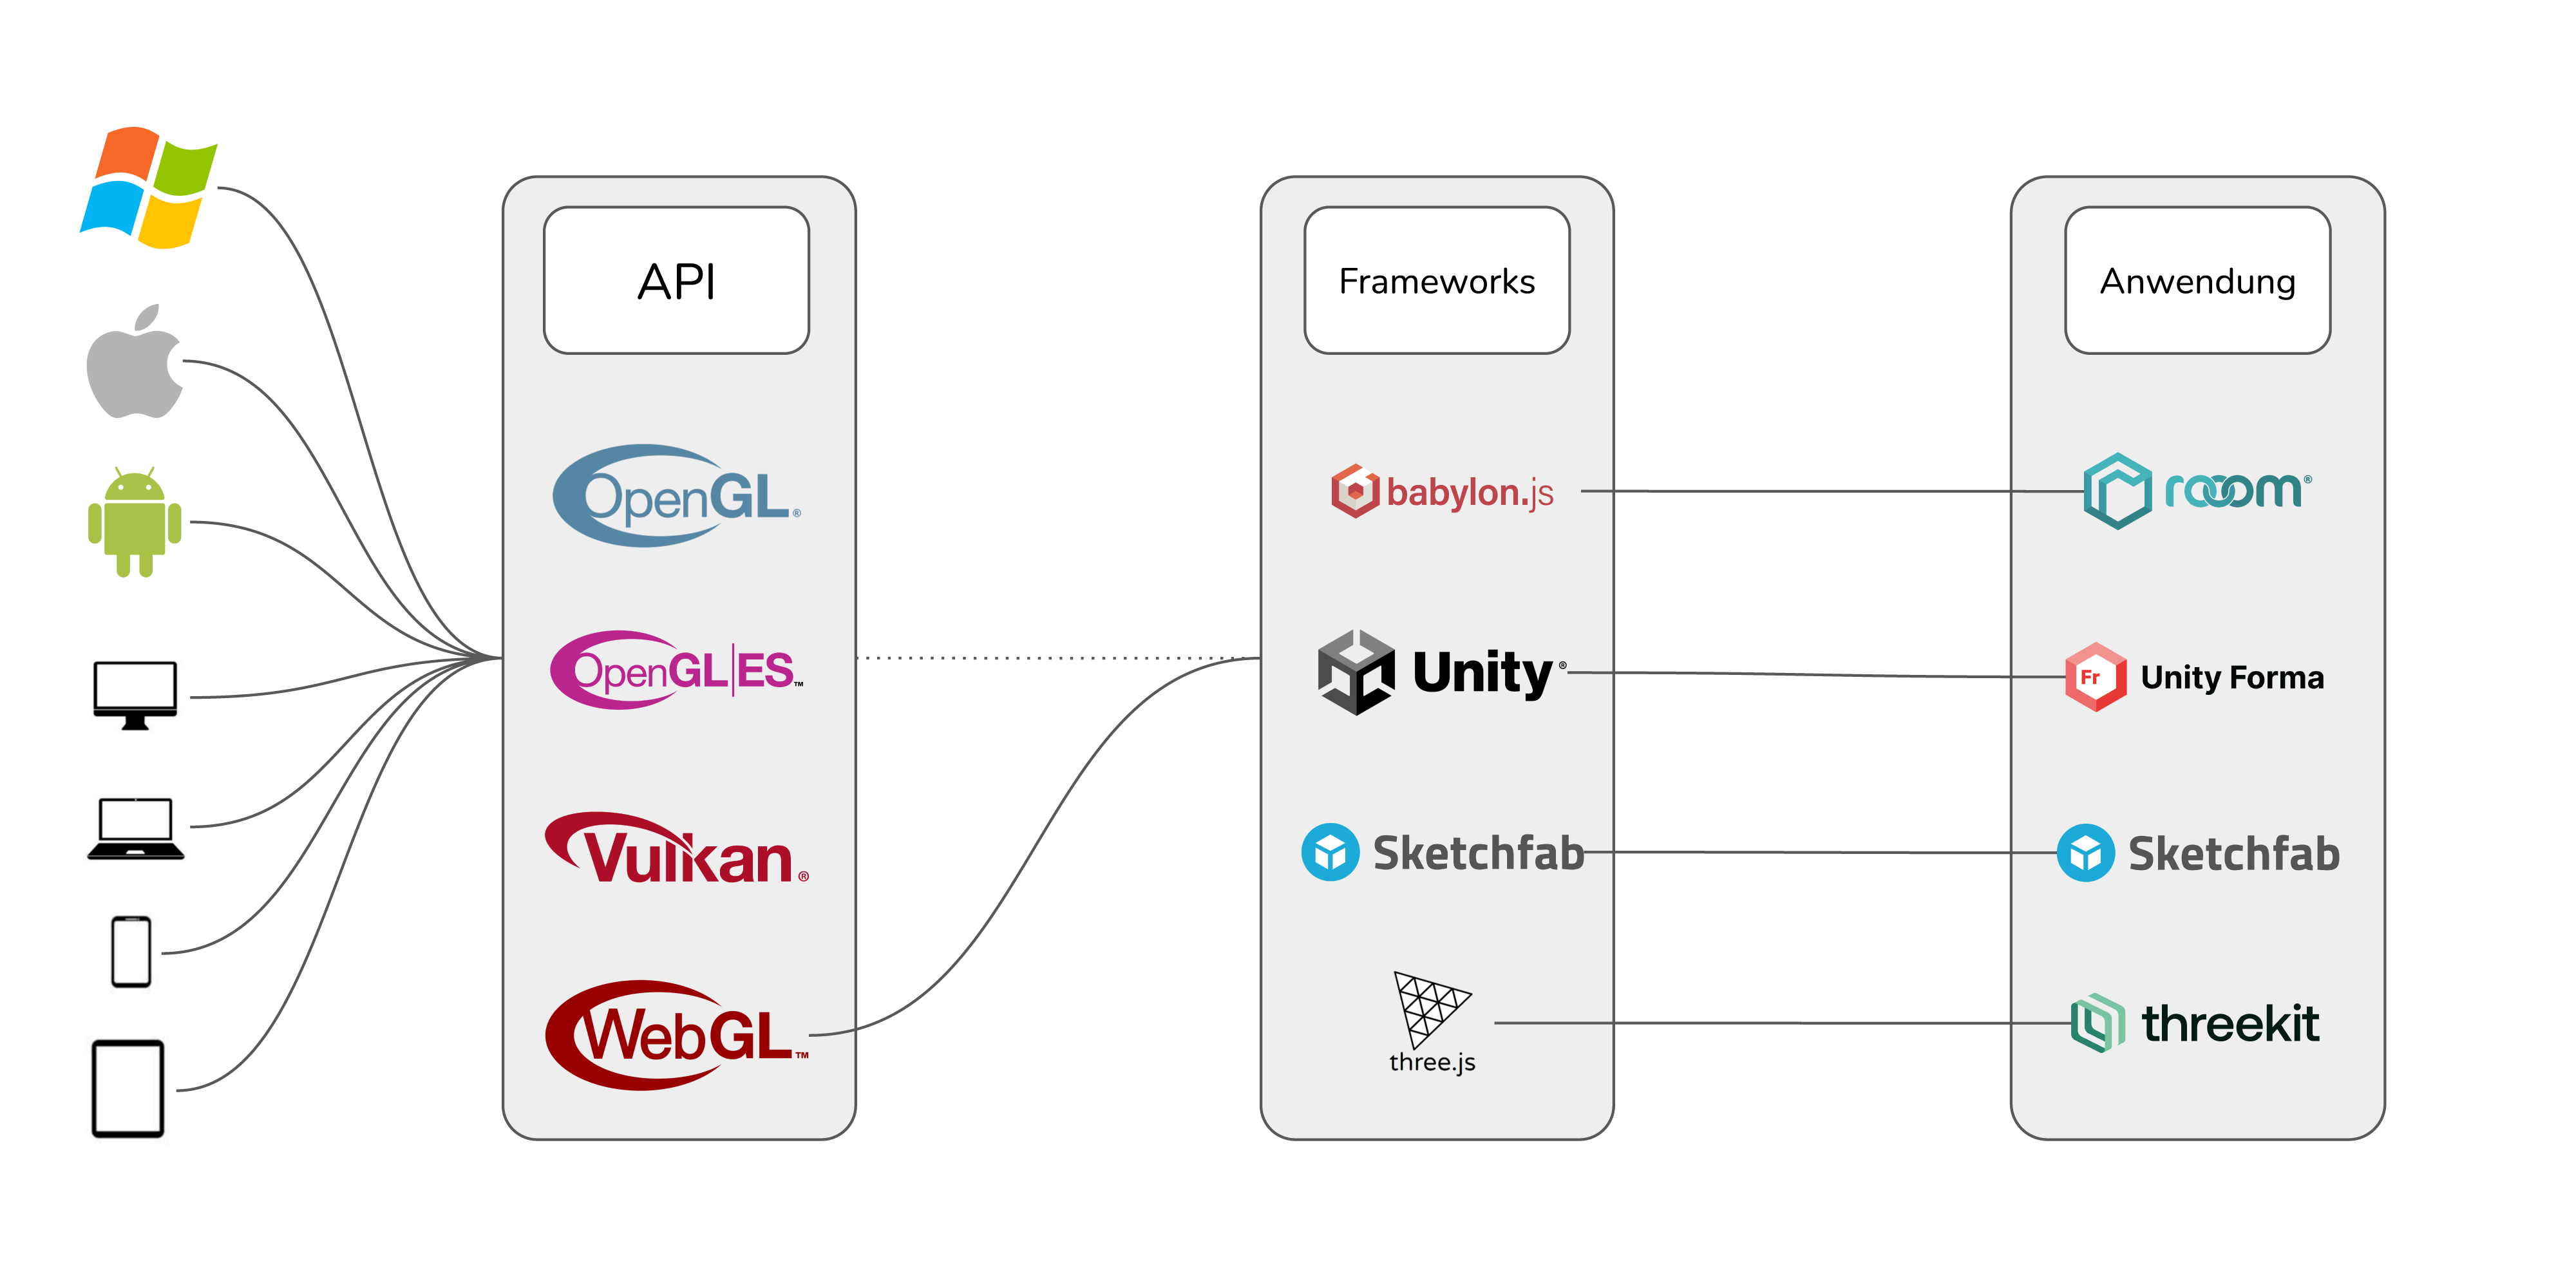 API
OpenGL®
OpenGL|ES™
Vulkan®
WebGL™
Frameworks
babylon.js
Unity®
Sketchfab
three.js
Anwendung
rooom®
Fr Unity Forma
Sketchfab
threekit